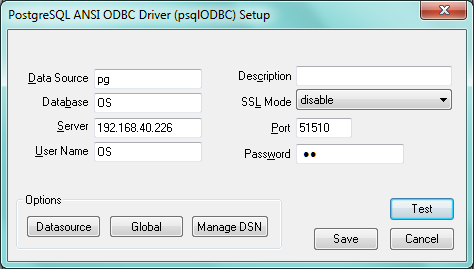 PostgreSQL ANSI ODBC Driver (psqlODBC) Setup
Data Source pg
Description
Database OS
SSL Mode disable
Server 192.168.40.226
Port 51510
User Name OS
Password ●●
Options
Datasource Global Manage DSN
Test
Save Cancel